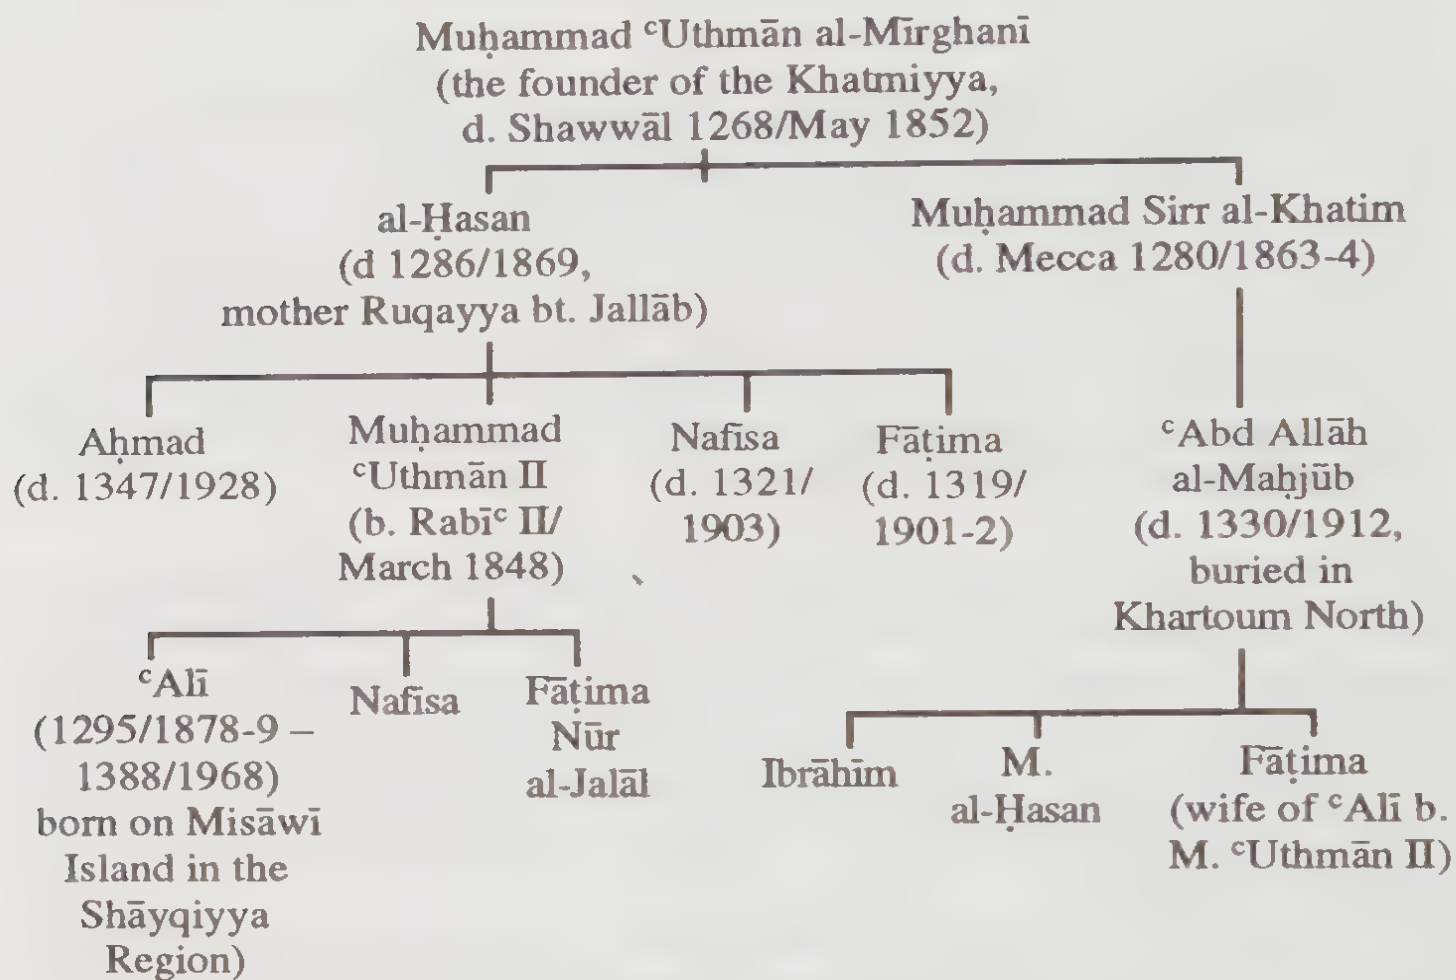 Muḥammad ᶜUthmān al-Mīrghanī
(the founder of the Khatmiyya,
d. Shawwāl 1268/May 1852)
al-Ḥasan
(d 1286/1869,
mother Ruqayya bt. Jallāb)
Muḥammad Sirr al-Khatim
(d. Mecca 1280/1863-4)
Aḥmad
(d. 1347/1928)
Muḥammad
ᶜUthmān II
(b. Rabīᶜ II/
March 1848)
Nafīsa
(d. 1321/
1903)
Fāṭima
(d. 1319/
1901-2)
ᶜAbd Allāh
al-Maḥjūb
(d. 1330/1912,
buried in
Khartoum North)
ᶜAlī
(1295/1878-9 –
1388/1968)
born on Misāwī
Island in the
Shāyqiyya
Region)
Nafīsa
Fāṭima
Nūr
al-Jalāl
Ibrāhīm
M.
al-Ḥasan
Fāṭima
(wife of ᶜAlī b.
M. ᶜUthmān II)